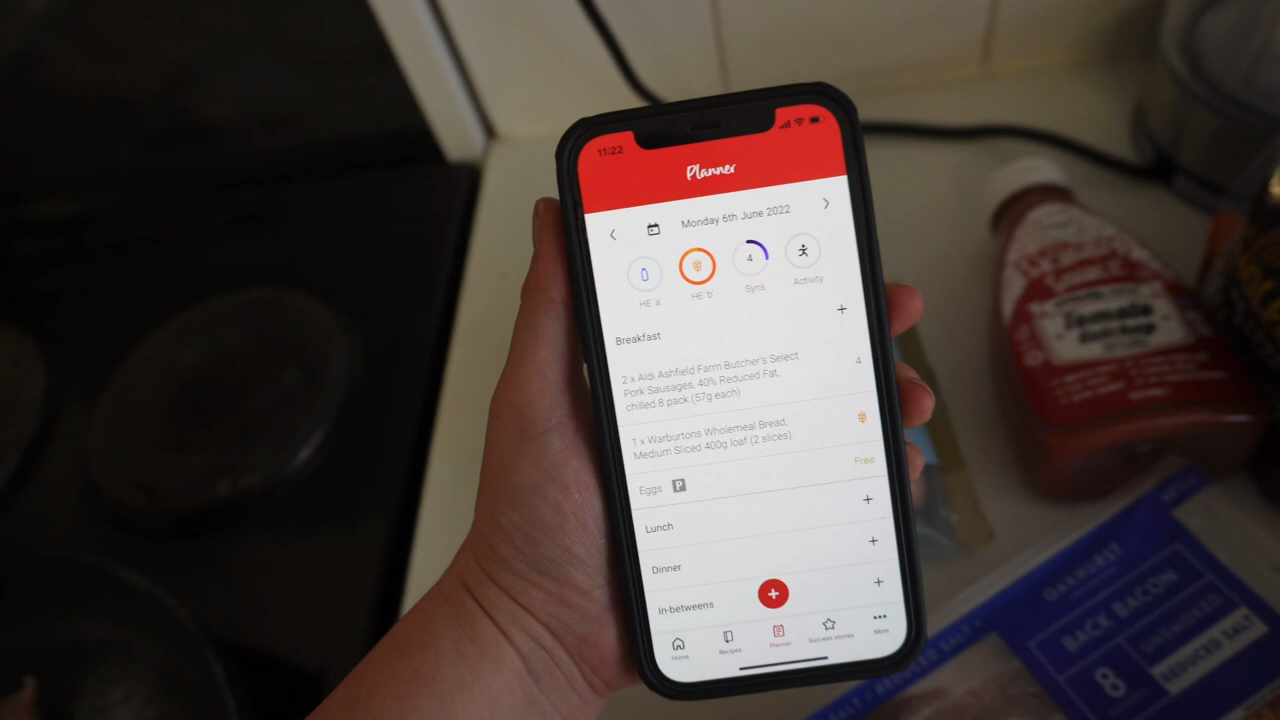 11:22
Planner
Monday 6th June 2022
4
HE 'a'
HE 'b'
Syns
Activity
Breakfast
2 x Aldi Ashfield Farm Butcher's Select
Pork Sausages, 40% Reduced Fat,
chilled 8 pack (57g each)
4
1 x Warburtons Wholemeal Bread,
Medium Sliced 400g loaf (2 slices)
Eggs P
Free
Lunch
Dinner
In-betweens
Home
Recipes
Planner
Success stories
More
Tomato
Ketchup
OAKHURST
BACK BACON
8
UNSMOKED
REDUCED SALT